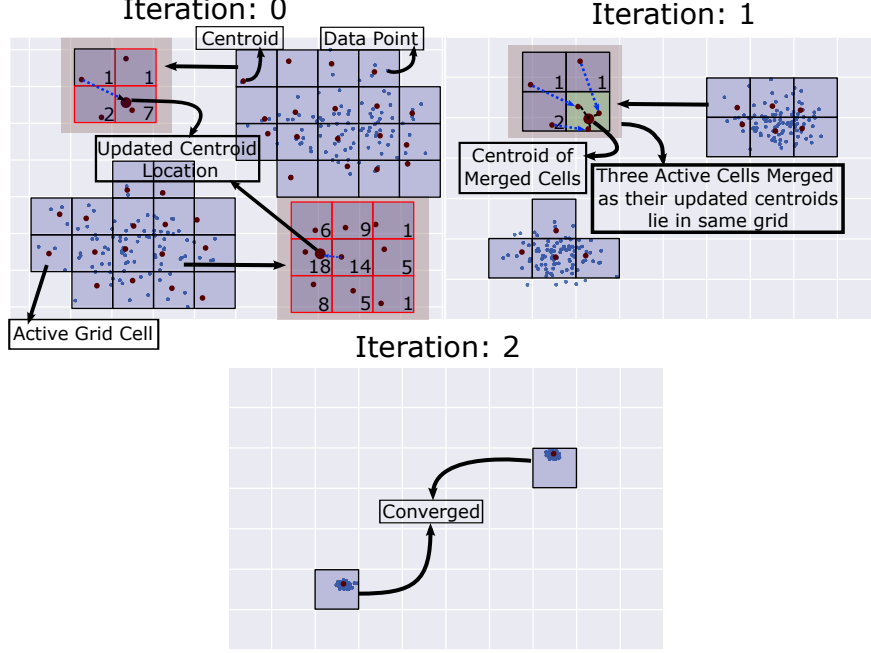 Iteration: 0
Iteration: 1
Centroid
Data Point
1
1
2
7
1
1
2
Updated Centroid
Location
Centroid of
Merged Cells
Three Active Cells Merged
as their updated centroids
lie in same grid
6
9
1
18
14
5
8
5
1
Active Grid Cell
Iteration: 2
Converged